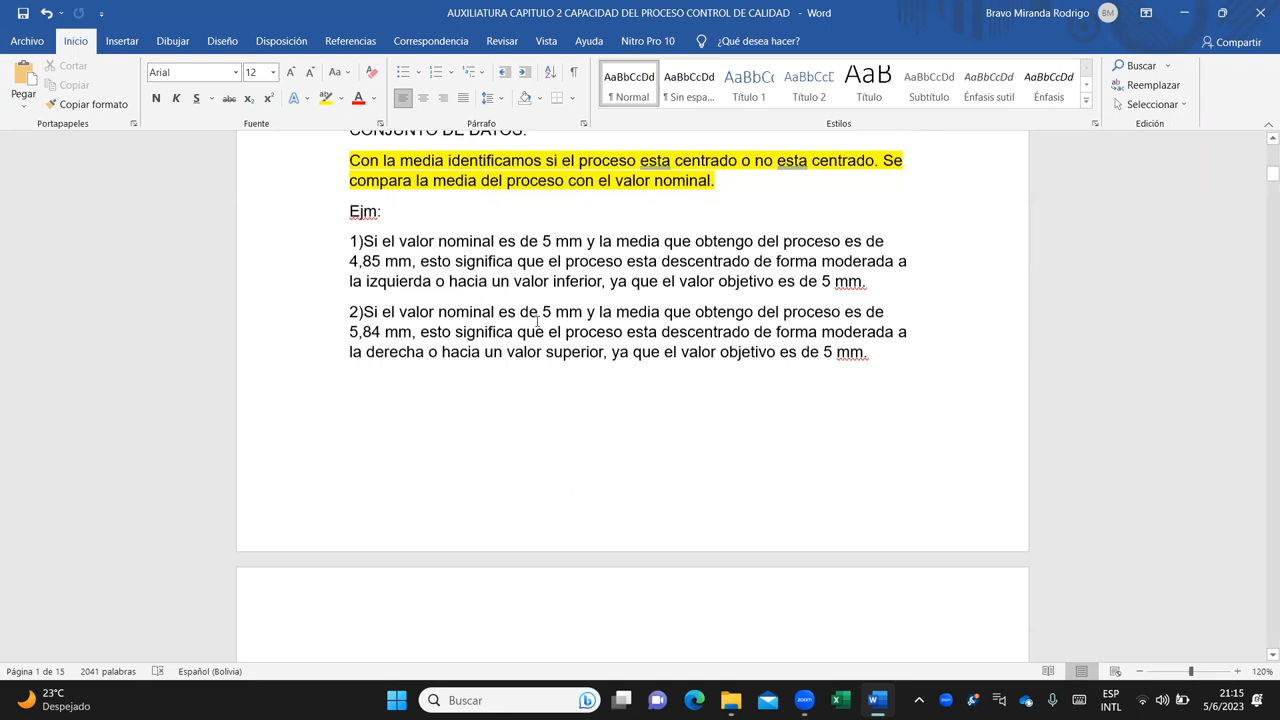 AUXILIATURA CAPITULO 2 CAPACIDAD DEL PROCESO CONTROL DE CALIDAD - Word
Bravo Miranda Rodrigo
BM
Archivo Inicio Insertar Dibujar Diseño Disposición Referencias Correspondencia Revisar Vista Ayuda Nitro Pro 10 ¿Qué desea hacer? Compartir
Pegar
Cortar
Copiar
Copiar formato
Portapapeles
Arial 12
Aa
N K S abc x₂ x² A A
Fuente
Párrafo
AaBbCcDd AaBbCcDd AaBbCc AaBbCcD AaB AaBbCcDd AaBbCcDd AaBbCcDd
¶ Normal ¶ Sin espa... Título 1 Título 2 Título Subtítulo Énfasis sutil Énfasis
Estilos
Buscar
Reemplazar
Seleccionar
Edición
CONJUNTO DE DATOS.
Con la media identificamos si el proceso esta centrado o no esta centrado. Se
compara la media del proceso con el valor nominal.
Ejm:
1)Si el valor nominal es de 5 mm y la media que obtengo del proceso es de
4,85 mm, esto significa que el proceso esta descentrado de forma moderada a
la izquierda o hacia un valor inferior, ya que el valor objetivo es de 5 mm.
2)Si el valor nominal es de 5 mm y la media que obtengo del proceso es de
5,84 mm, esto significa que el proceso esta descentrado de forma moderada a
la derecha o hacia un valor superior, ya que el valor objetivo es de 5 mm.
Página 1 de 15 2041 palabras Español (Bolivia) 120%
23°C
Despejado
Buscar
zoom
zoom
ESP
INTL
21:15
5/6/2023